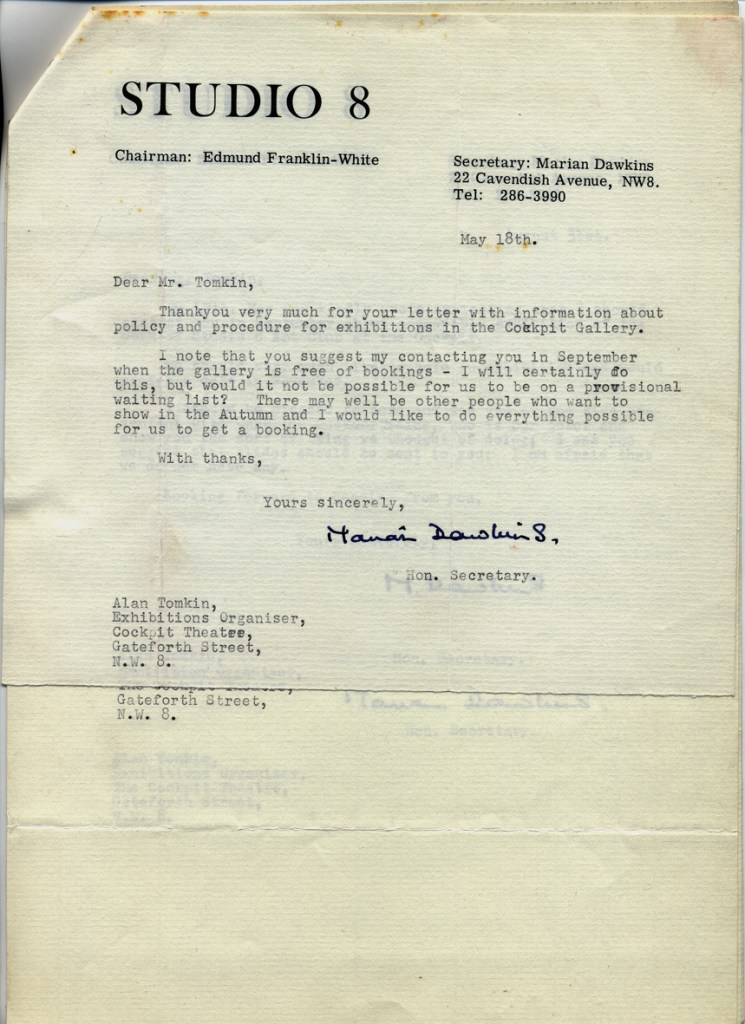 STUDIO 8
Chairman: Edmund Franklin-White
Secretary: Marian Dawkins
22 Cavendish Avenue, NW8.
Tel: 286-3990
May 18th.
Dear Mr. Tomkin,
Thankyou very much for your letter with information about
policy and procedure for exhibitions in the Cockpit Gallery.
I note that you suggest my contacting you in September
when the gallery is free of bookings - I will certainly do
this, but would it not be possible for us to be on a provisional
waiting list? There may well be other people who want to
show in the Autumn and I would like to do everything possible
for us to get a booking.
With thanks,
Yours sincerely,
Marian Dawkins.
Hon. Secretary.
Alan Tomkin,
Exhibitions Organiser,
Cockpit Theatre,
Gateforth Street,
N.W. 8.
The Cockpit Theatre,
Gateforth Street,
N.W. 8.